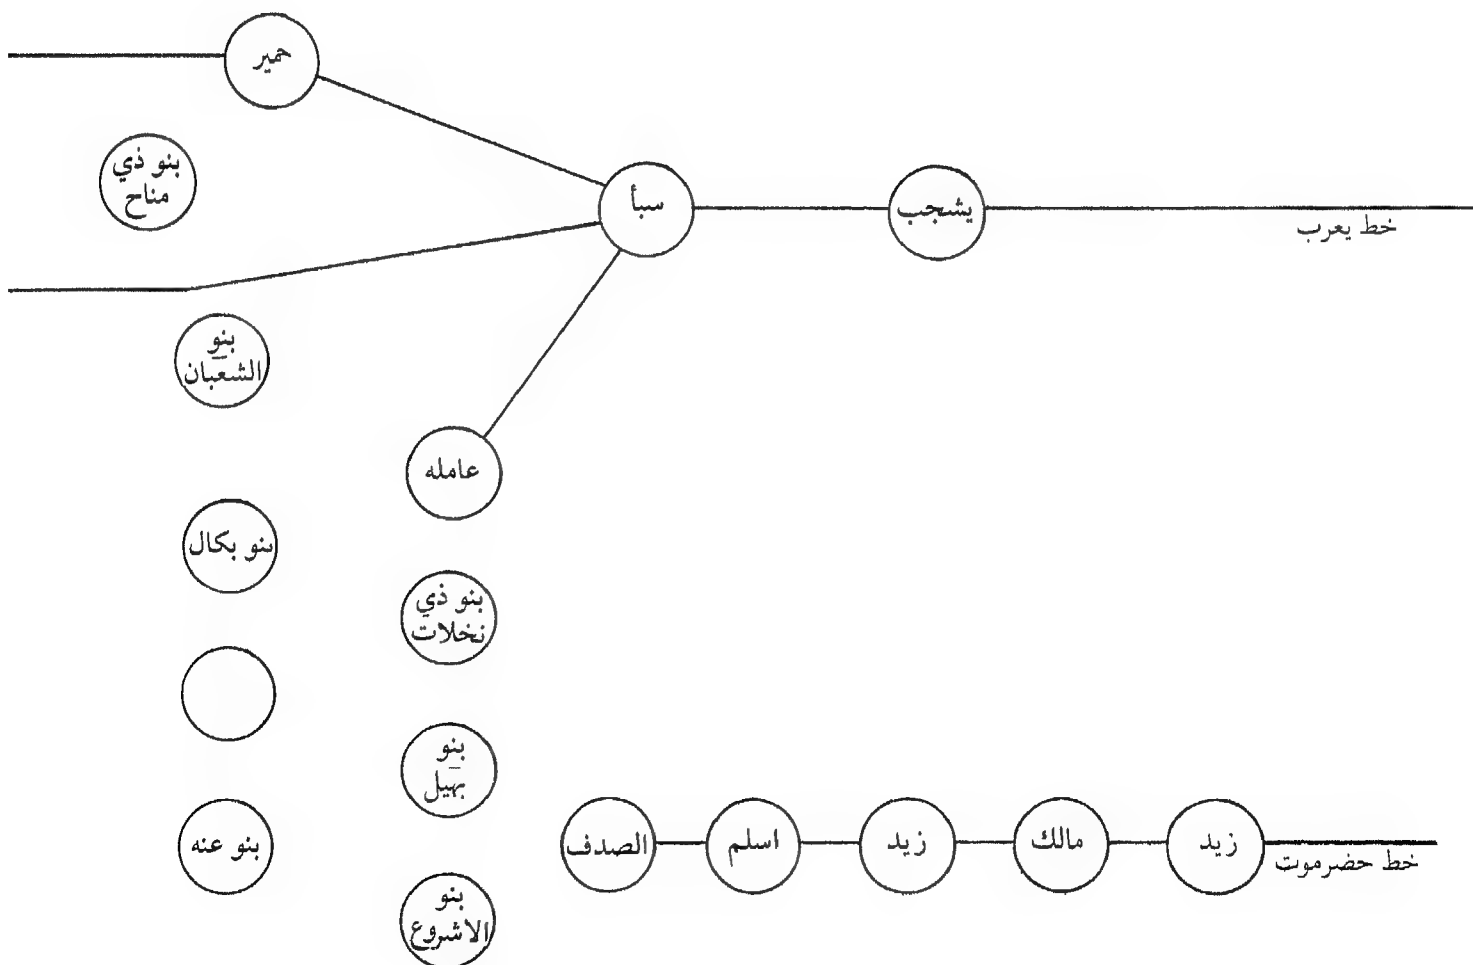 حمير
بنو ذي
مناح
سبأ
يشجب
خط يعرب
بنو
الشعبان
عامله
بنو بكال
بنو ذي
نخلات
بنو
بهيل
بنو عنه
الصدف
اسلم
زيد
مالك
زيد
خط حضرموت
بنو
الاشروع